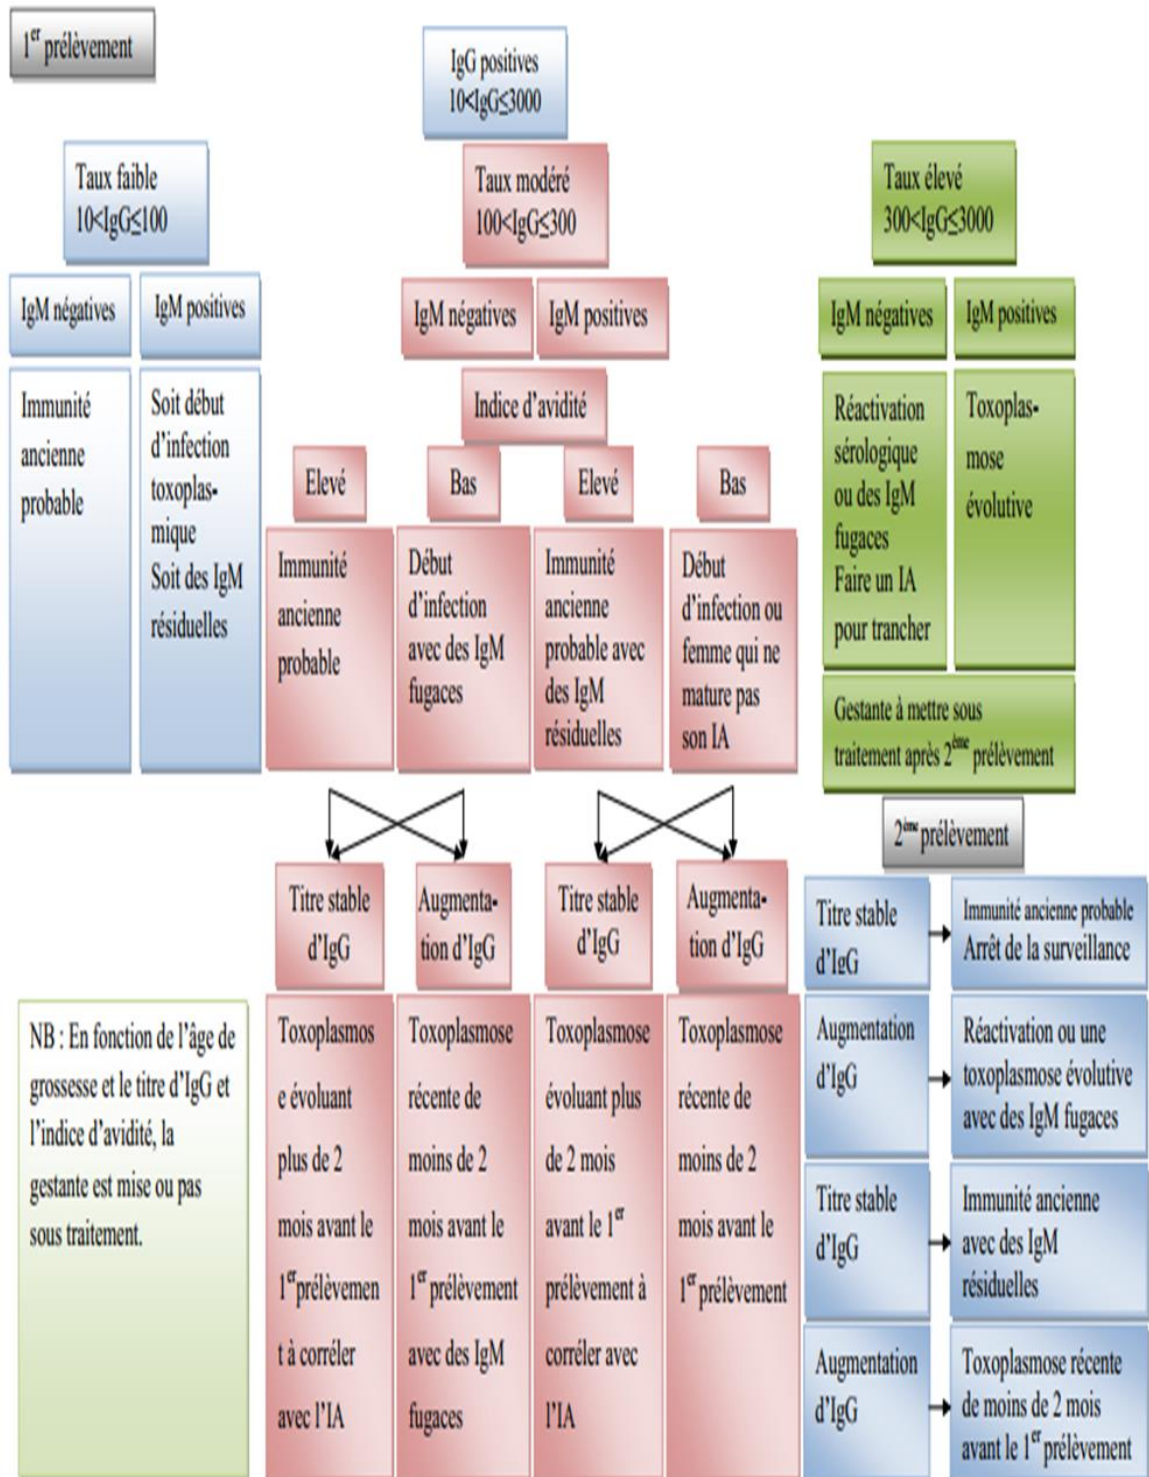 1er prélèvement
IgG positives
10<IgG≤3000
Taux faible
10<IgG≤100
Taux modéré
100<IgG≤300
Taux élevé
300<IgG≤3000
IgM négatives
IgM positives
IgM négatives
IgM positives
IgM négatives
IgM positives
Immunité
ancienne
probable
Soit début
d'infection
toxoplas-
mique
Soit des IgM
résiduelles
Indice d'avidité
Elevé
Bas
Elevé
Bas
Immunité
ancienne
probable
Début
d'infection
avec des IgM
fugaces
Immunité
ancienne
probable avec
des IgM
résiduelles
Début
d'infection ou
femme qui ne
mature pas
son IA
Réactivation
sérologique
ou des IgM
fugaces
Faire un IA
pour trancher
Toxoplas-
mose
évolutive
Gestante à mettre sous
traitement après 2ème prélèvement
2ème prélèvement
Titre stable
d'IgG
Augmenta-
tion d'IgG
Titre stable
d'IgG
Augmenta-
tion d'IgG
Toxoplasmos
e évoluant
plus de 2
mois avant le
1er prélèvemen
t à corréler
avec l'IA
Toxoplasmose
récente de
moins de 2
mois avant le
1er prélèvement
avec des IgM
fugaces
Toxoplasmose
évoluant plus
de 2 mois
avant le 1er
prélèvement à
corréler avec
l'IA
Toxoplasmose
récente de
moins de 2
mois avant le
1er prélèvement
Titre stable
d'IgG
Immunité ancienne probable
Arrêt de la surveillance
Augmentation
d'IgG
Réactivation ou une
toxoplasmose évolutive
avec des IgM fugaces
Titre stable
d'IgG
Immunité ancienne
avec des IgM
résiduelles
Augmentation
d'IgG
Toxoplasmose récente
de moins de 2 mois
avant le 1er prélèvement
NB : En fonction de l'âge de
grossesse et le titre d'IgG et
l'indice d'avidité, la
gestante est mise ou pas
sous traitement.